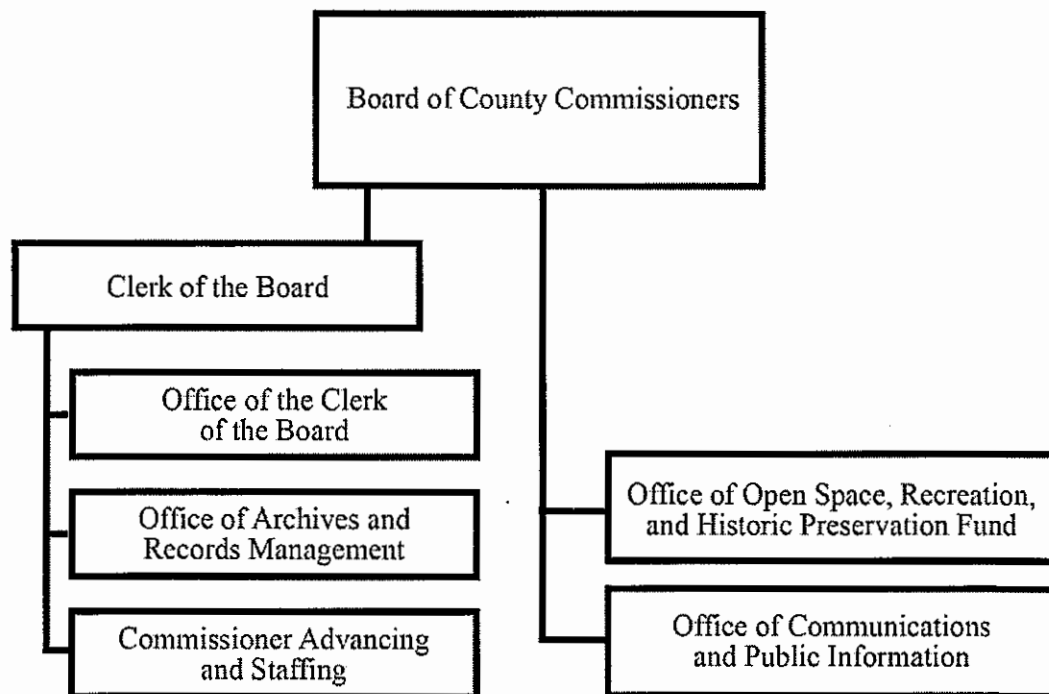 Board of County Commissioners
Clerk of the Board
Office of the Clerk
of the Board
Office of Archives and
Records Management
Commissioner Advancing
and Staffing
Office of Open Space, Recreation,
and Historic Preservation Fund
Office of Communications
and Public Information